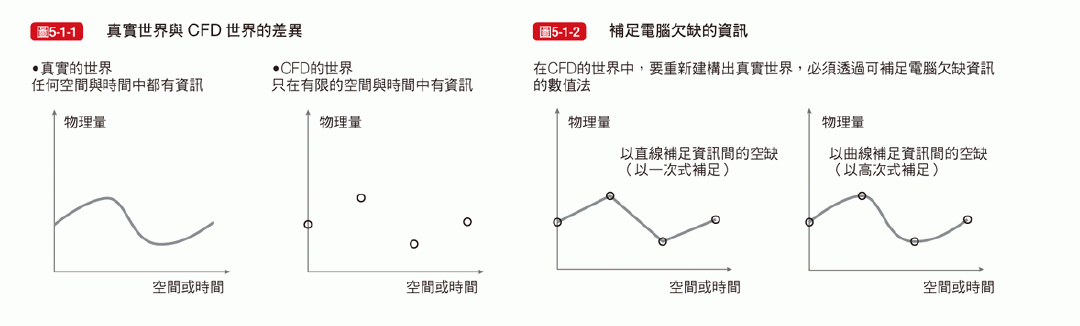 圖5-1-1 真實世界與 CFD 世界的差異
•真實的世界
任何空間與時間中都有資訊
物理量
空間或時間
•CFD的世界
只在有限的空間與時間中有資訊
物理量
空間或時間
圖5-1-2 補足電腦欠缺的資訊
在CFD的世界中，要重新建構出真實世界，必須透過可補足電腦欠缺資訊
的數值法
物理量
以直線補足資訊間的空缺
（以一次式補足）
空間或時間
物理量
以曲線補足資訊間的空缺
（以高次式補足）
空間或時間